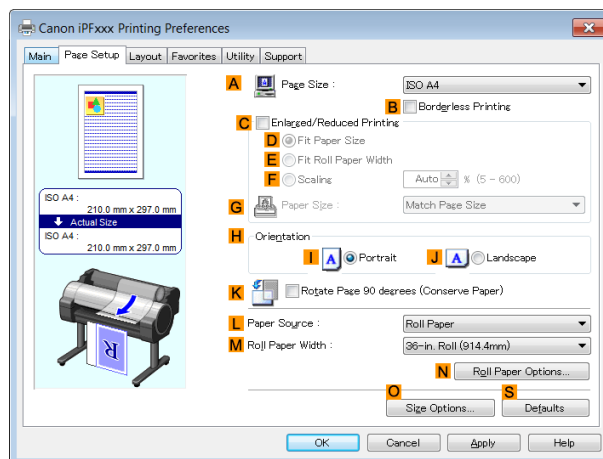 Canon iPFxxx Printing Preferences
Main Page Setup Layout Favorites Utility Support
A Page Size : ISO A4
B Borderless Printing
C Enlarged/Reduced Printing
D Fit Paper Size
E Fit Roll Paper Width
F Scaling Auto % (5 - 600)
G Paper Size : Match Page Size
ISO A4 :
210.0 mm x 297.0 mm
Actual Size
ISO A4 :
210.0 mm x 297.0 mm
H Orientation
I A Portrait J A Landscape
K Rotate Page 90 degrees (Conserve Paper)
L Paper Source : Roll Paper
M Roll Paper Width : 36-in. Roll (914.4mm)
R
N Roll Paper Options...
O S
Size Options... Defaults
OK Cancel Apply Help